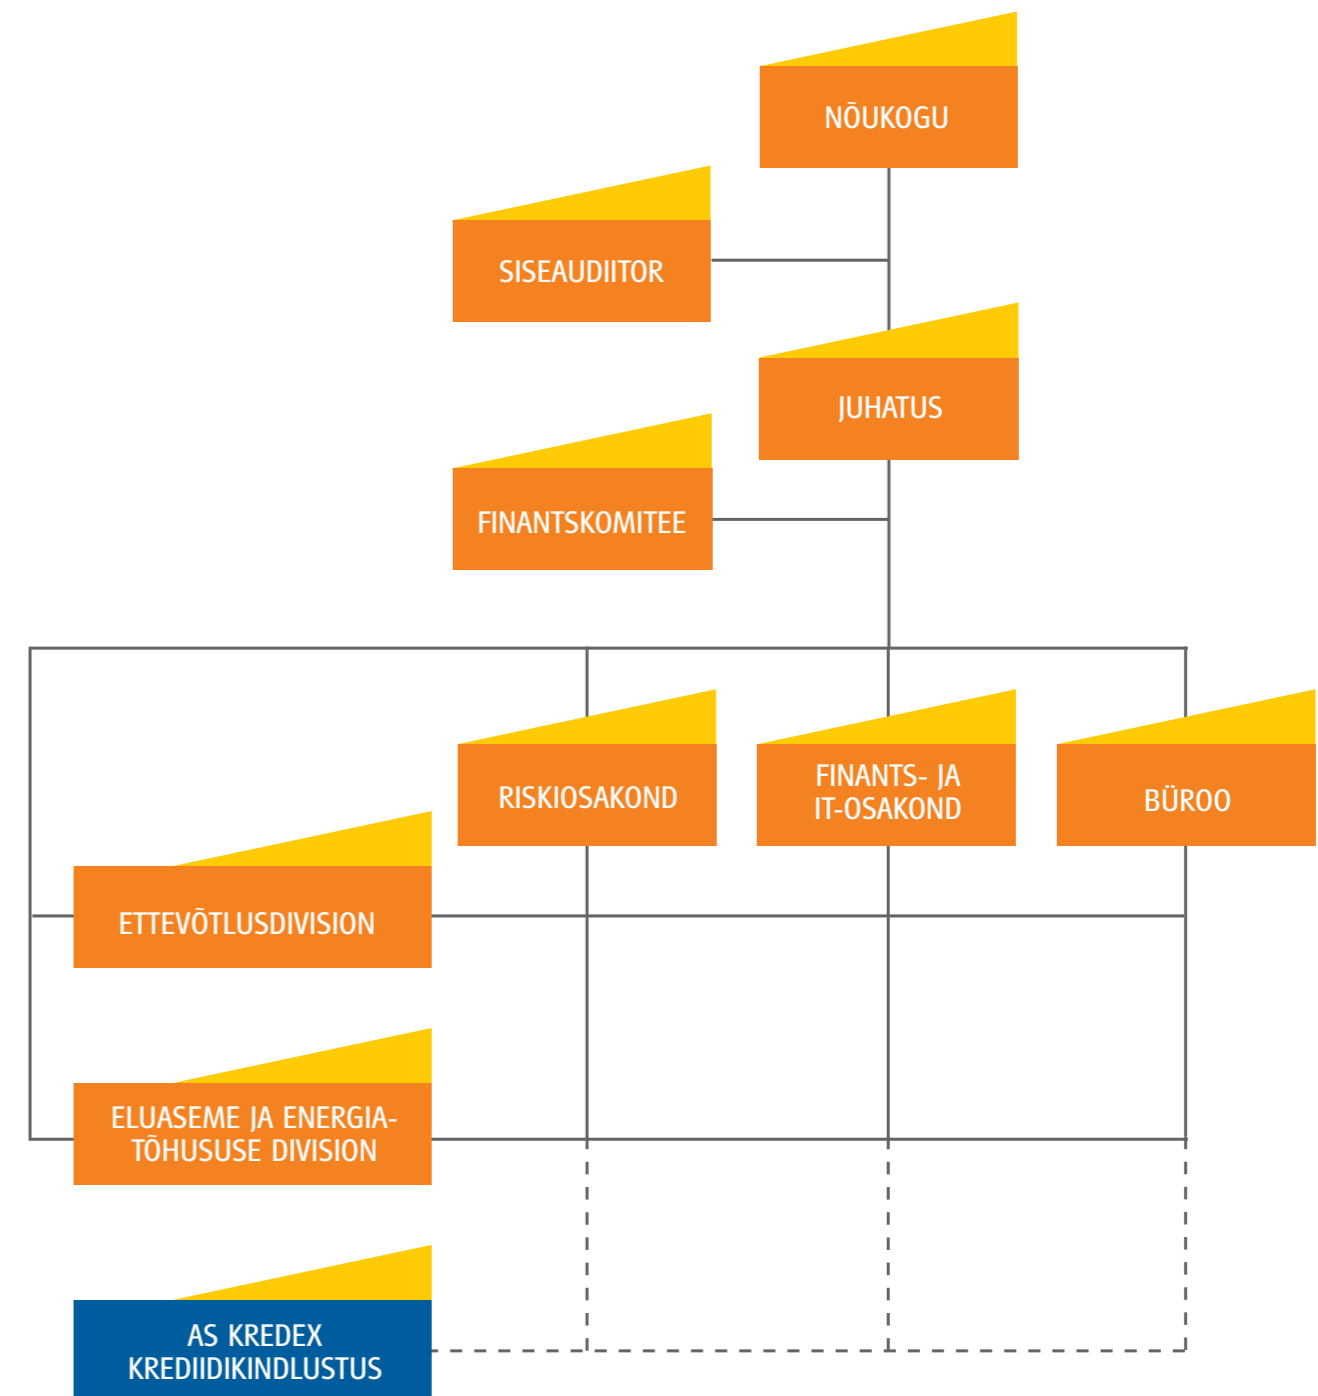 NÕUKOGU
SISEAUDIITOR
JUHATUS
FINANTSKOMITEE
RISKIOSAKOND
FINANTS- JA
IT-OSAKOND
BÜROO
ETTEVÕTLUSDIVISION
ELUASEME JA ENERGIA-
TÕHUSUSE DIVISION
AS KREDEX
KREDIIDIKINDLUSTUS